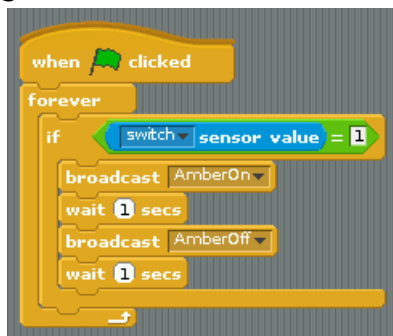 when clicked
forever
if switch sensor value = 1
broadcast AmberOn
wait 1 secs
broadcast AmberOff
wait 1 secs